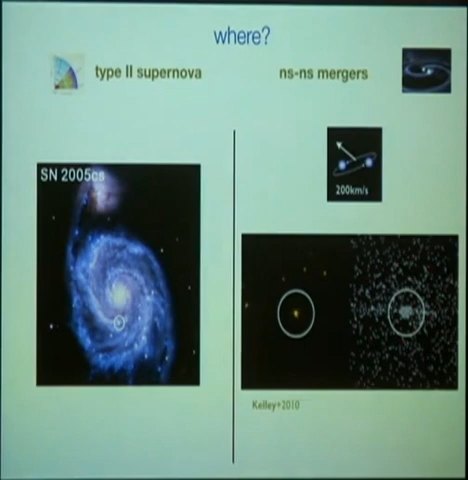 where?
type II supernova
ns-ns mergers
SN 2005cs
200km/s
Kelley+2010